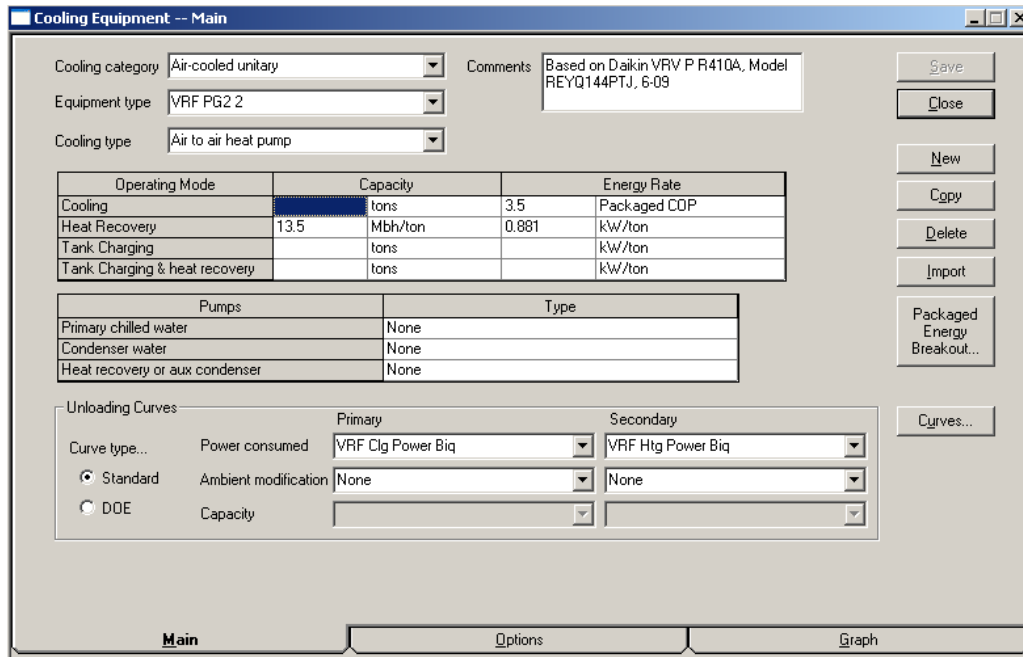 Cooling Equipment -- Main
Cooling category Air-cooled unitary
Comments Based on Daikin VRV P R410A, Model
REYQ144PTJ, 6-09
Equipment type VRF PG2 2
Cooling type Air to air heat pump
Save
Close
New
Copy
Delete
Import
Packaged
Energy
Breakout...
Curves...
Operating Mode Capacity Energy Rate
Cooling tons 3.5 Packaged COP
Heat Recovery 13.5 Mbh/ton 0.881 kW/ton
Tank Charging tons kW/ton
Tank Charging & heat recovery tons kW/ton
Pumps Type
Primary chilled water None
Condenser water None
Heat recovery or aux condenser None
Unloading Curves
Primary Secondary
Curve type... Power consumed VRF Clg Power Biq VRF Htg Power Biq
Standard Ambient modification None None
DOE Capacity
Main Options Graph